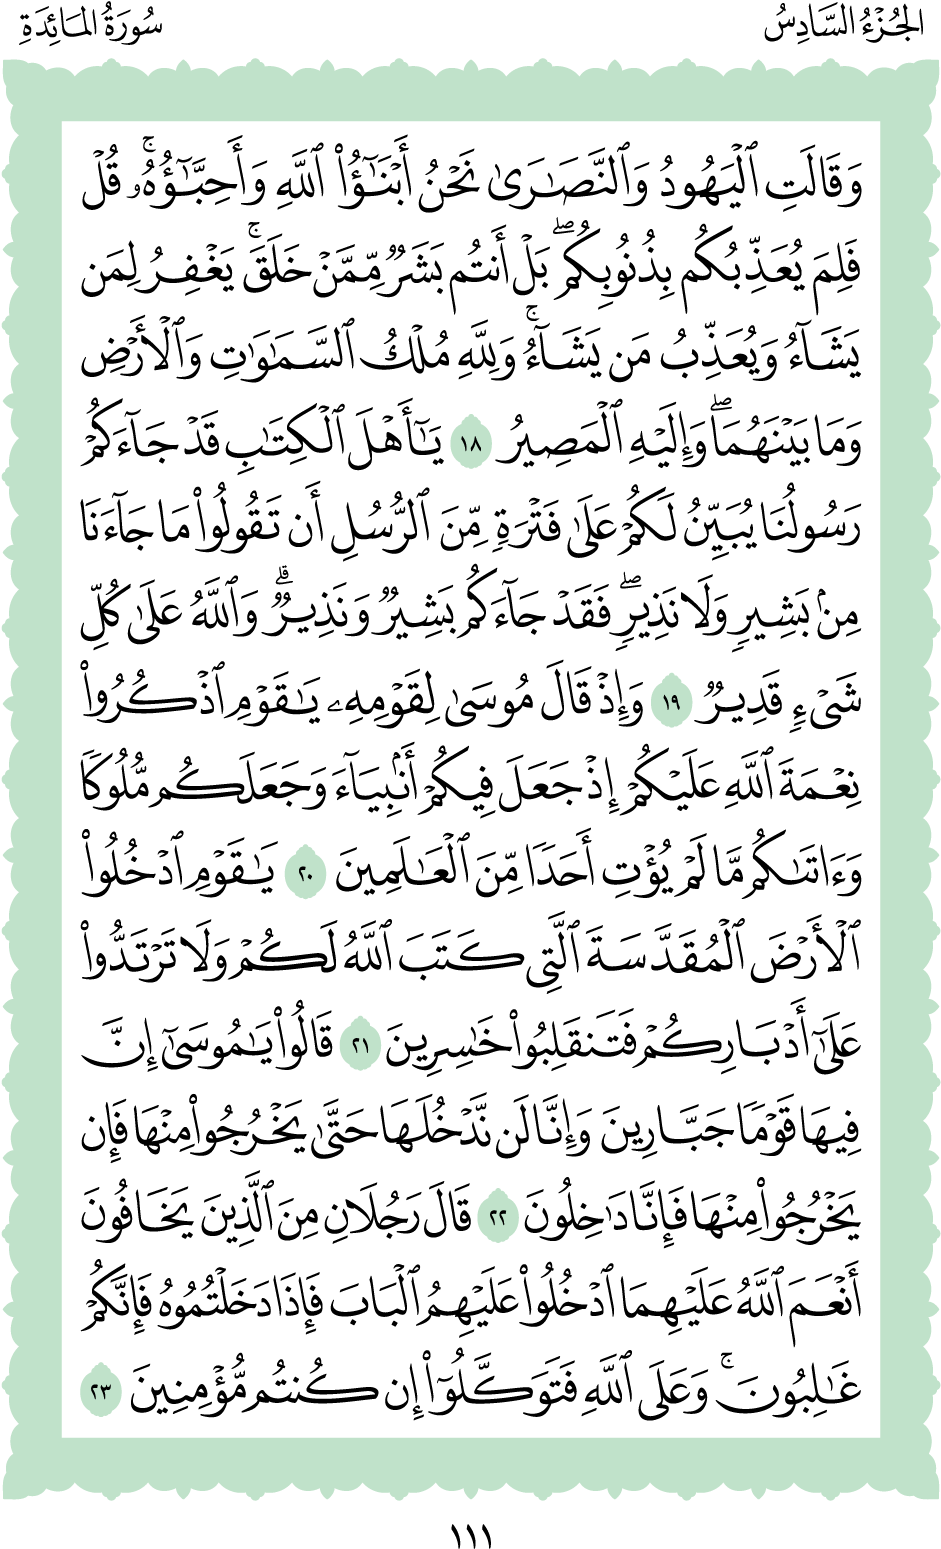 الجُزْءُ السَّادِسُ
سُورَةُ المَائِدَةِ
وَقَالَتِ ٱلْيَهُودُ وَٱلنَّصَٰرَىٰ نَحْنُ أَبْنَٰٓؤُا۟ ٱللَّهِ وَأَحِبَّٰٓؤُهُۥ ۚ قُلْ
فَلِمَ يُعَذِّبُكُم بِذُنُوبِكُم ۖ بَلْ أَنتُم بَشَرٌ مِّمَّنْ خَلَقَ ۚ يَغْفِرُ لِمَن
يَشَآءُ وَيُعَذِّبُ مَن يَشَآءُ ۚ وَلِلَّهِ مُلْكُ ٱلسَّمَٰوَٰتِ وَٱلْأَرْضِ
وَمَا بَيْنَهُمَا ۖ وَإِلَيْهِ ٱلْمَصِيرُ ١٨ يَٰٓأَهْلَ ٱلْكِتَٰبِ قَدْ جَآءَكُمْ
رَسُولُنَا يُبَيِّنُ لَكُمْ عَلَىٰ فَتْرَةٍ مِّنَ ٱلرُّسُلِ أَن تَقُولُوا۟ مَا جَآءَنَا
مِنۢ بَشِيرٍ وَلَا نَذِيرٍ ۖ فَقَدْ جَآءَكُم بَشِيرٌ وَنَذِيرٌ ۗ وَٱللَّهُ عَلَىٰ كُلِّ
شَىْءٍ قَدِيرٌ ١٩ وَإِذْ قَالَ مُوسَىٰ لِقَوْمِهِۦ يَٰقَوْمِ ٱذْكُرُوا۟
نِعْمَةَ ٱللَّهِ عَلَيْكُمْ إِذْ جَعَلَ فِيكُمْ أَنۢبِيَآءَ وَجَعَلَكُم مُّلُوكًا
وَءَاتَىٰكُم مَّا لَمْ يُؤْتِ أَحَدًا مِّنَ ٱلْعَٰلَمِينَ ٢٠ يَٰقَوْمِ ٱدْخُلُوا۟
ٱلْأَرْضَ ٱلْمُقَدَّسَةَ ٱلَّتِى كَتَبَ ٱللَّهُ لَكُمْ وَلَا تَرْتَدُّوا۟
عَلَىٰٓ أَدْبَارِكُمْ فَتَنقَلِبُوا۟ خَٰسِرِينَ ٢١ قَالُوا۟ يَٰمُوسَىٰٓ إِنَّ
فِيهَا قَوْمًا جَبَّارِينَ وَإِنَّا لَن نَّدْخُلَهَا حَتَّىٰ يَخْرُجُوا۟ مِنْهَا فَإِن
يَخْرُجُوا۟ مِنْهَا فَإِنَّا دَٰخِلُونَ ٢٢ قَالَ رَجُلَانِ مِنَ ٱلَّذِينَ يَخَافُونَ
أَنْعَمَ ٱللَّهُ عَلَيْهِمَا ٱدْخُلُوا۟ عَلَيْهِمُ ٱلْبَابَ فَإِذَا دَخَلْتُمُوهُ فَإِنَّكُمْ
غَٰلِبُونَ ۚ وَعَلَى ٱللَّهِ فَتَوَكَّلُوٓا۟ إِن كُنتُم مُّؤْمِنِينَ ٢٣
١١١